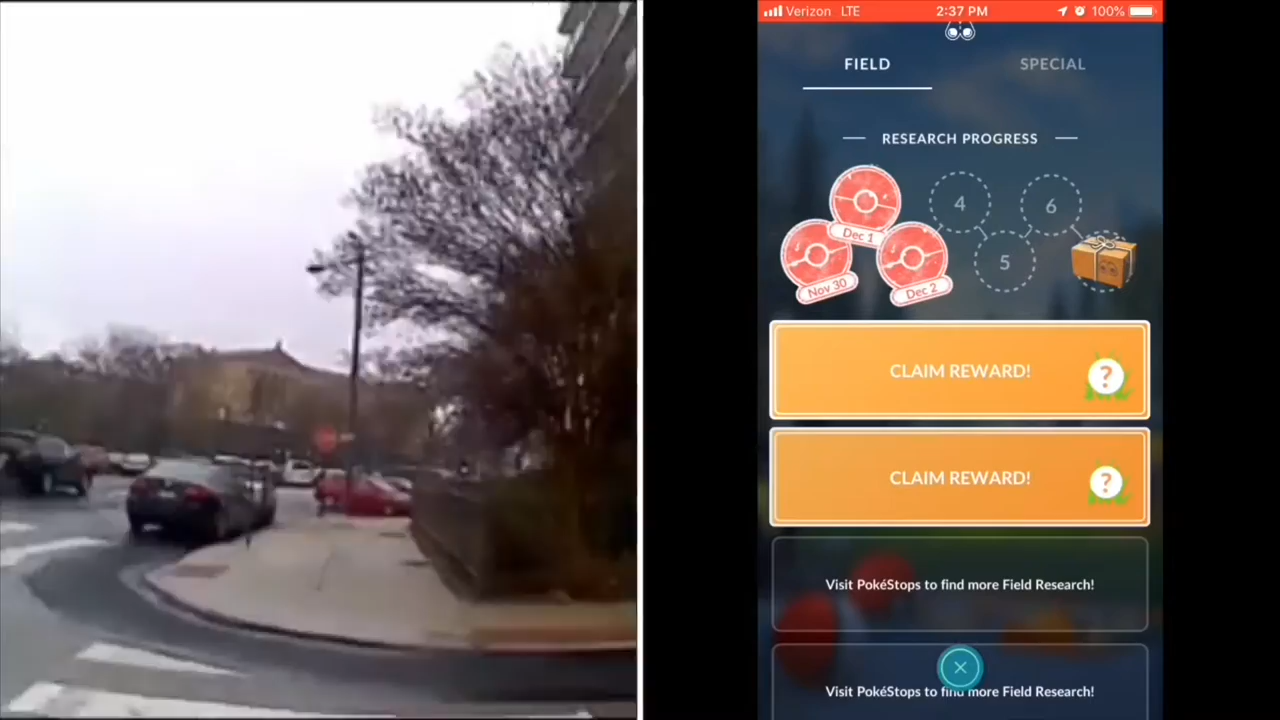 Verizon LTE 2:37 PM 100%
FIELD SPECIAL
RESEARCH PROGRESS
Dec 1
4
6
Nov 30
Dec 2
5
CLAIM REWARD! ?
CLAIM REWARD! ?
Visit PokéStops to find more Field Research!
Visit PokéStops to find more Field Research!